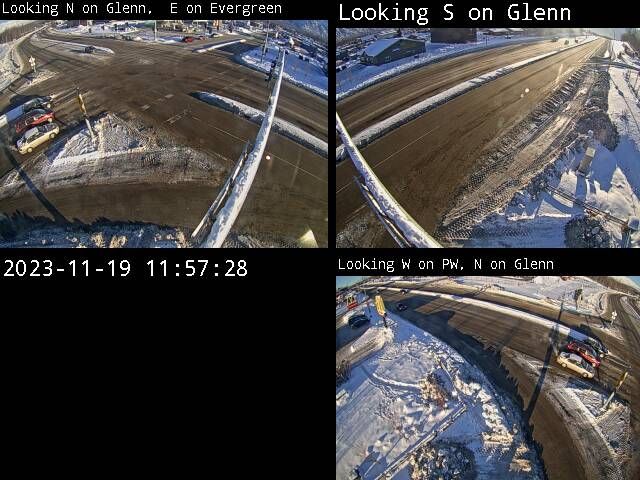 Looking N on Glenn,  E on Evergreen
Looking S on Glenn
2023-11-19 11:57:28
Looking W on PW, N on Glenn